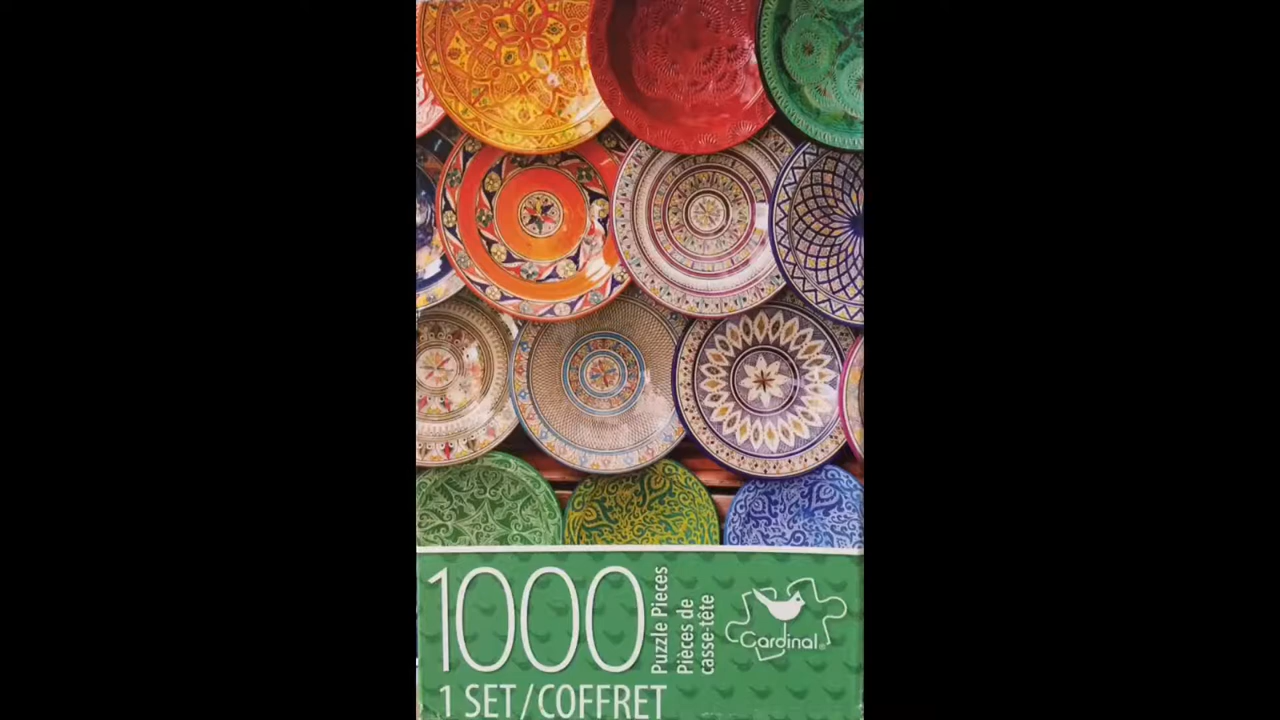 1000
Puzzle Pieces
Pièces de
casse-tête
Cardinal®
1 SET/COFFRET